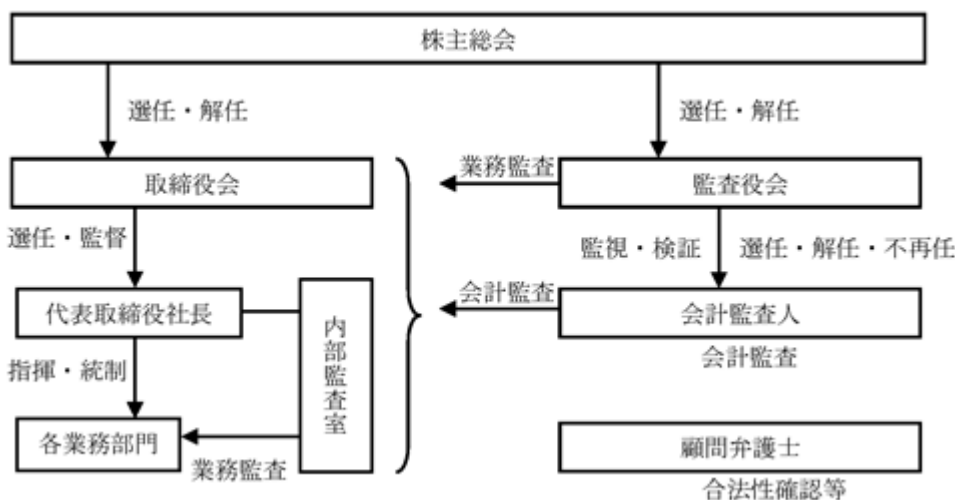 株主総会
選任・解任
選任・解任
取締役会
業務監査
監査役会
選任・監督
監視・検証
選任・解任・不再任
代表取締役社長
内部監査室
会計監査
会計監査人
会計監査
指揮・統制
各業務部門
業務監査
顧問弁護士
合法性確認等